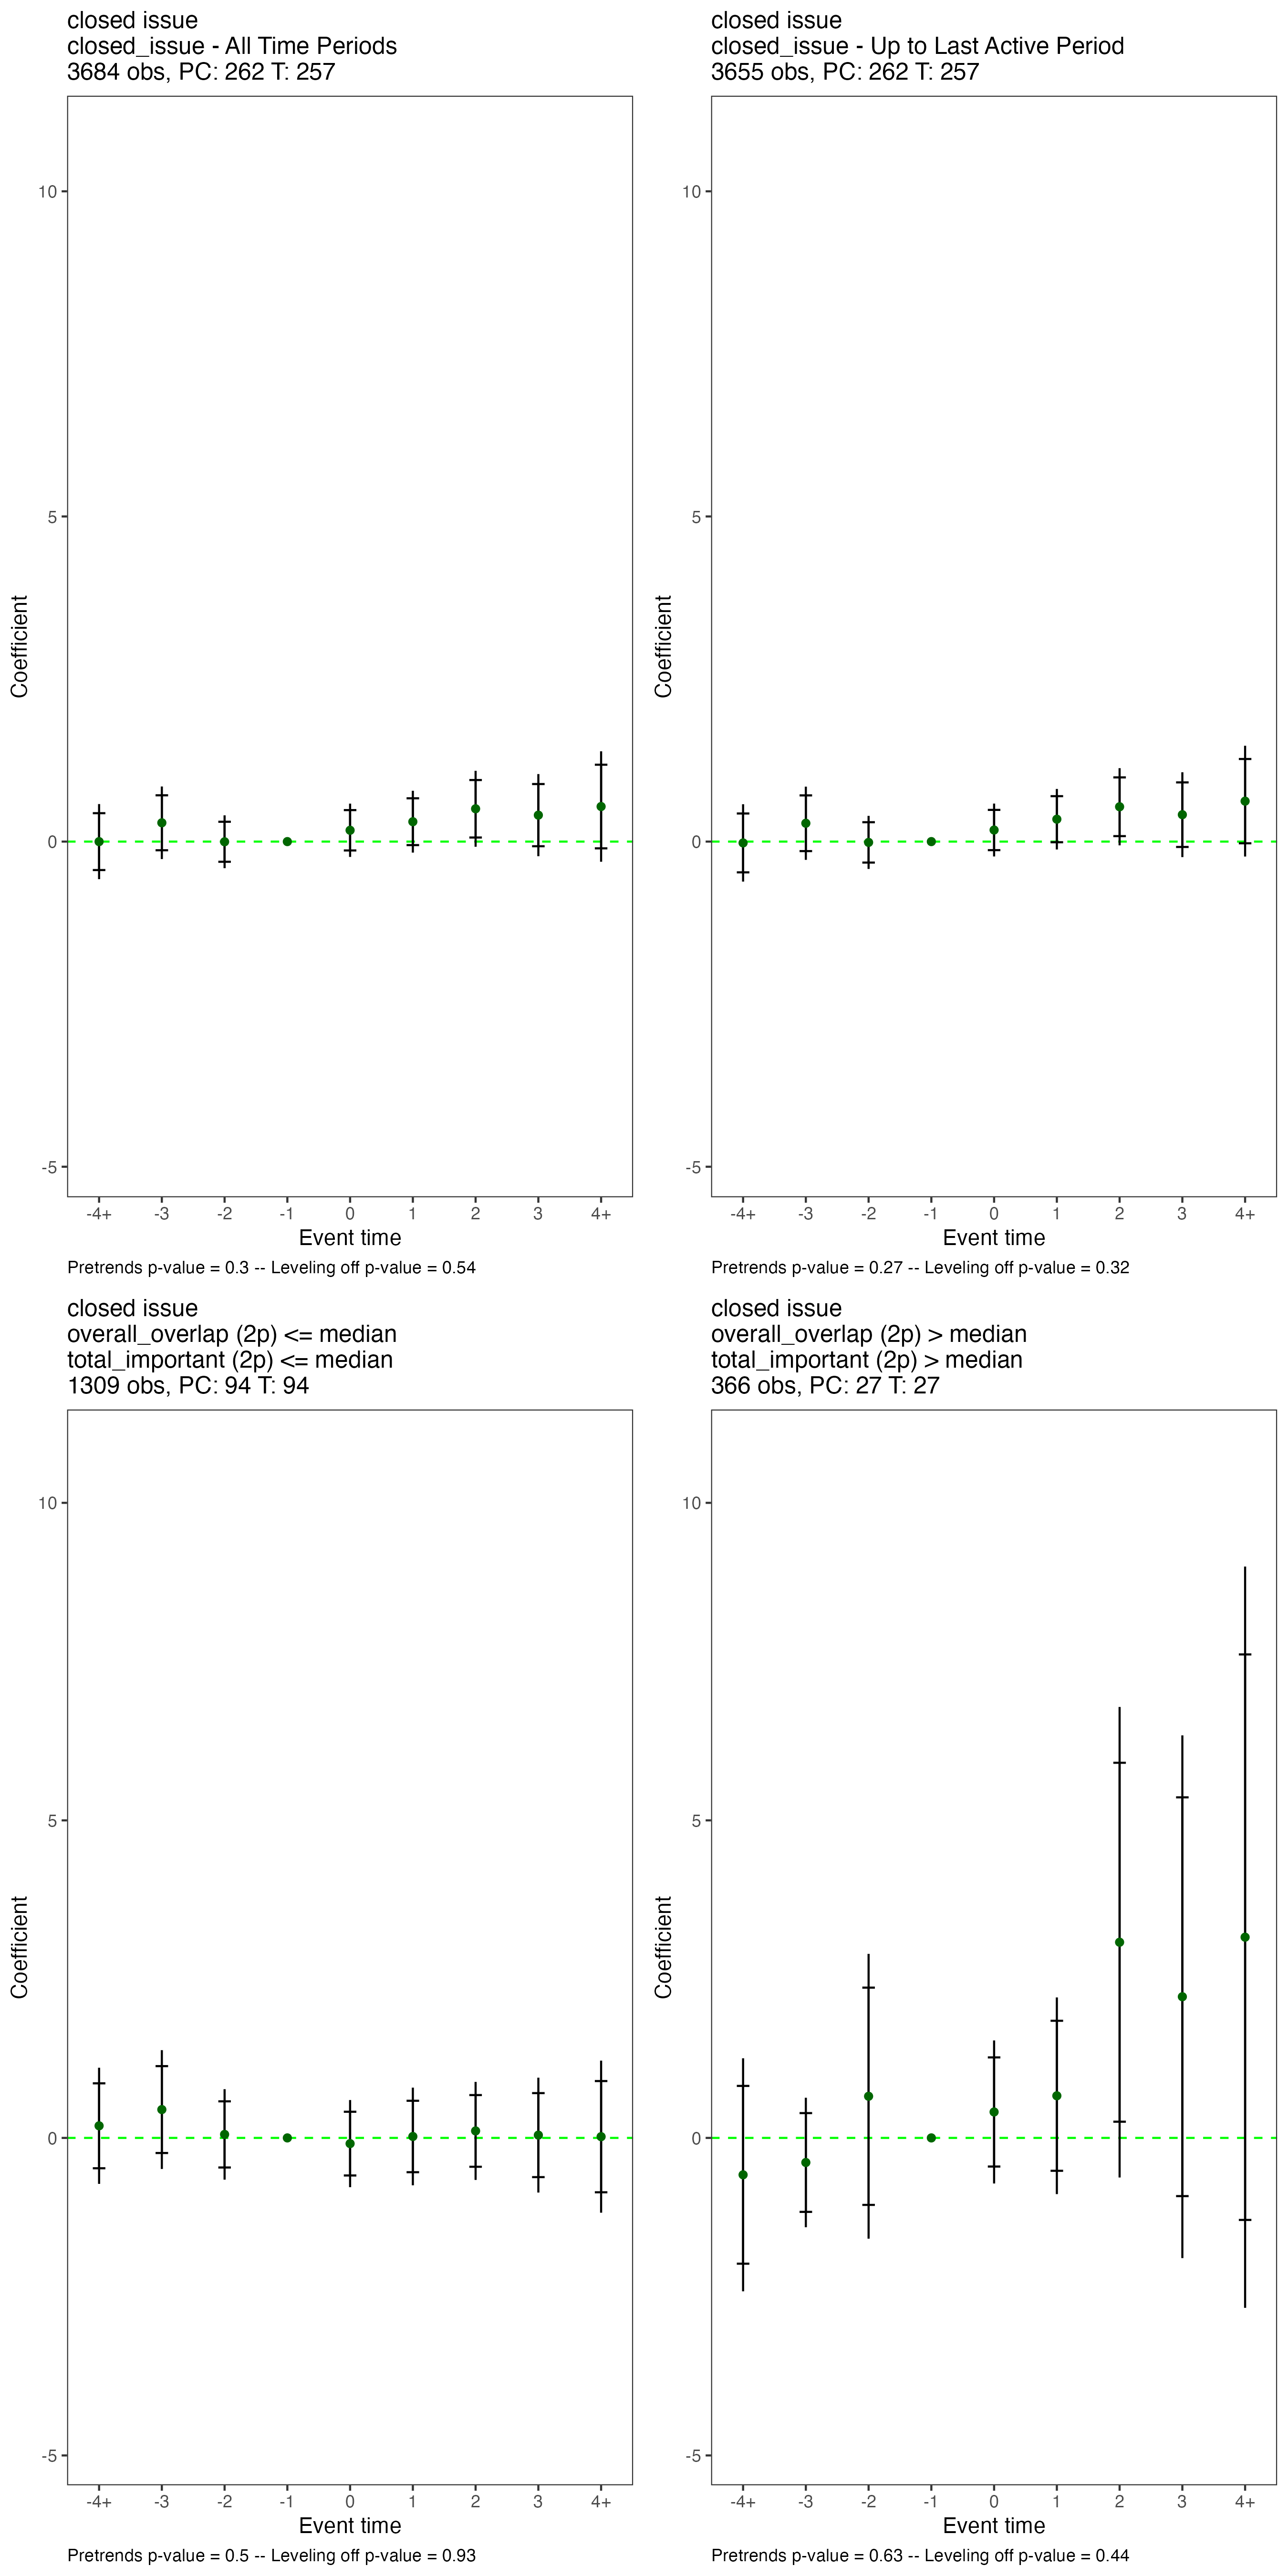 closed issue
closed_issue - All Time Periods
3684 obs, PC: 262 T: 257
10
5
0
-5
Coefficient
-4+ -3 -2 -1 0 1 2 3 4+
Event time
Pretrends p-value = 0.3 -- Leveling off p-value = 0.54
closed issue
closed_issue - Up to Last Active Period
3655 obs, PC: 262 T: 257
10
5
0
-5
Coefficient
-4+ -3 -2 -1 0 1 2 3 4+
Event time
Pretrends p-value = 0.27 -- Leveling off p-value = 0.32
closed issue
overall_overlap (2p) <= median
total_important (2p) <= median
1309 obs, PC: 94 T: 94
10
5
0
-5
Coefficient
-4+ -3 -2 -1 0 1 2 3 4+
Event time
Pretrends p-value = 0.5 -- Leveling off p-value = 0.93
closed issue
overall_overlap (2p) > median
total_important (2p) > median
366 obs, PC: 27 T: 27
10
5
0
-5
Coefficient
-4+ -3 -2 -1 0 1 2 3 4+
Event time
Pretrends p-value = 0.63 -- Leveling off p-value = 0.44